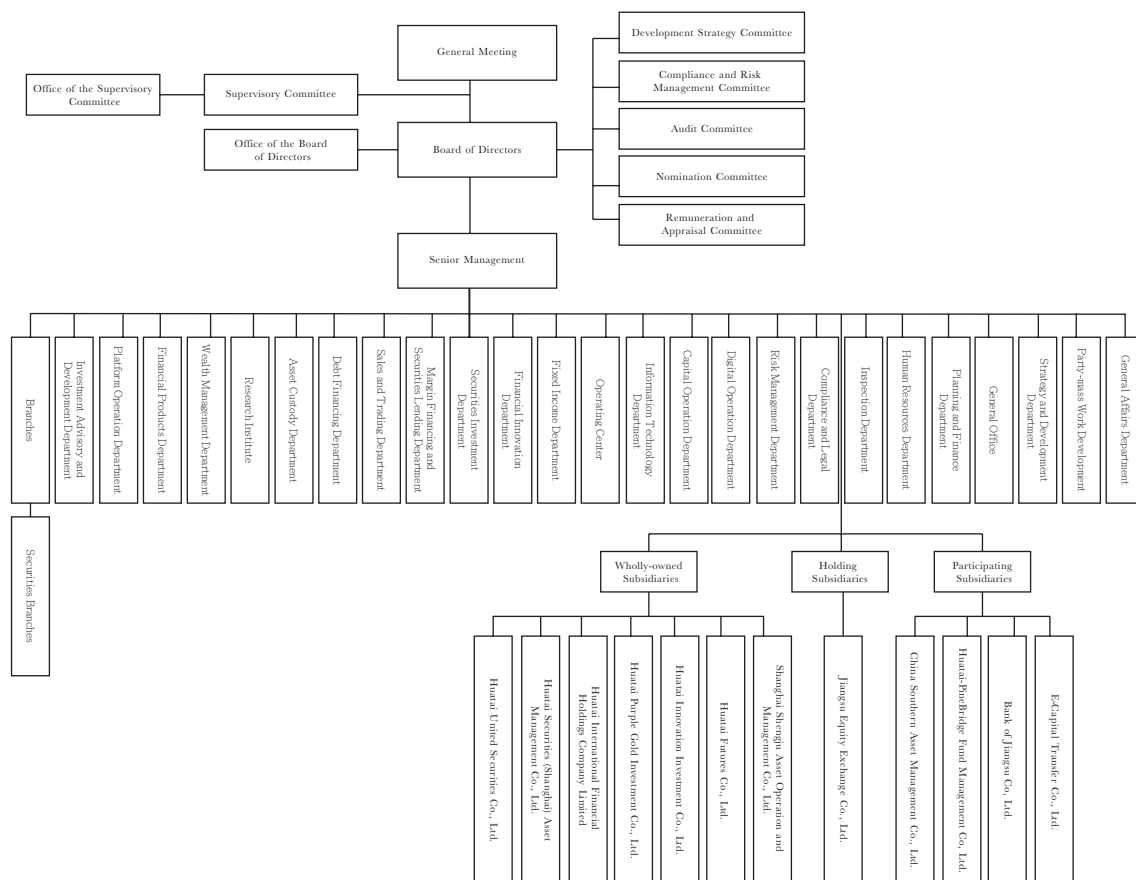 General Meeting
Development Strategy Committee
Office of the Supervisory
Committee
Supervisory Committee
Compliance and Risk
Management Committee
Office of the Board
of Directors
Board of Directors
Audit Committee
Nomination Committee
Remuneration and
Appraisal Committee
Senior Management
Branches
Investment Advisory and
Development Department
Platform Operation Department
Financial Products Department
Wealth Management Department
Research Institute
Asset Custody Department
Debt Financing Department
Sales and Trading Department
Margin Financing and
Securities Lending Department
Securities Investment
Department
Financial Innovation
Department
Fixed Income Department
Operating Center
Information Technology
Department
Capital Operation Department
Digital Operation Department
Risk Management Department
Compliance and Legal
Department
Inspection Department
Human Resources Department
Planning and Finance
Department
General Office
Strategy and Development
Department
Party-mass Work Development
General Affairs Department
Securities Branches
Wholly-owned
Subsidiaries
Holding
Subsidiaries
Participating
Subsidiaries
Huatai United Securities Co., Ltd.
Huatai Securities (Shanghai) Asset
Management Co., Ltd.
Huatai International Financial
Holdings Company Limited
Huatai Purple Gold Investment Co., Ltd.
Huatai Innovation Investment Co., Ltd.
Huatai Futures Co., Ltd.
Shanghai Shengju Asset Operation and
Management Co., Ltd.
Jiangsu Equity Exchange Co., Ltd.
China Southern Asset Management Co., Ltd.
Huatai-PineBridge Fund Management Co, Ltd.
Bank of Jiangsu Co, Ltd.
E-Capital Transfer Co., Ltd.